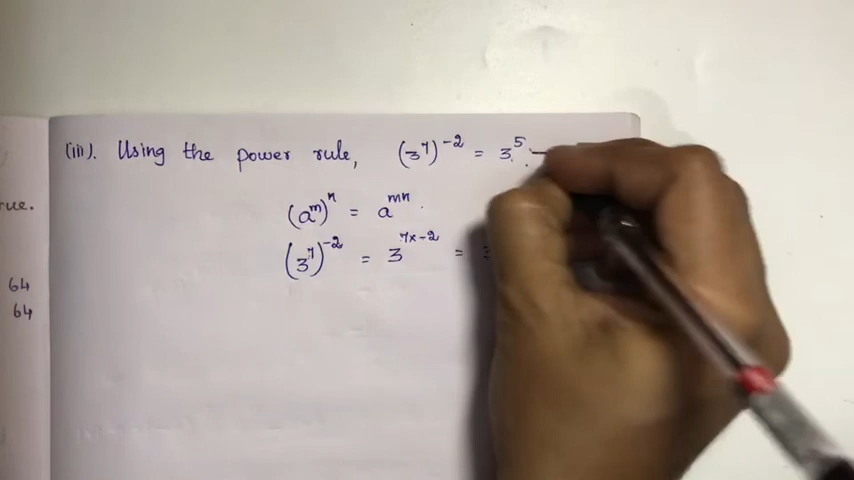 (iii). Using the power rule, (3⁷)⁻² = 3⁵.
(aᵐ)ⁿ = aᵐⁿ.
(3⁷)⁻² = 3⁷ˣ⁻² =
rue.
64
64